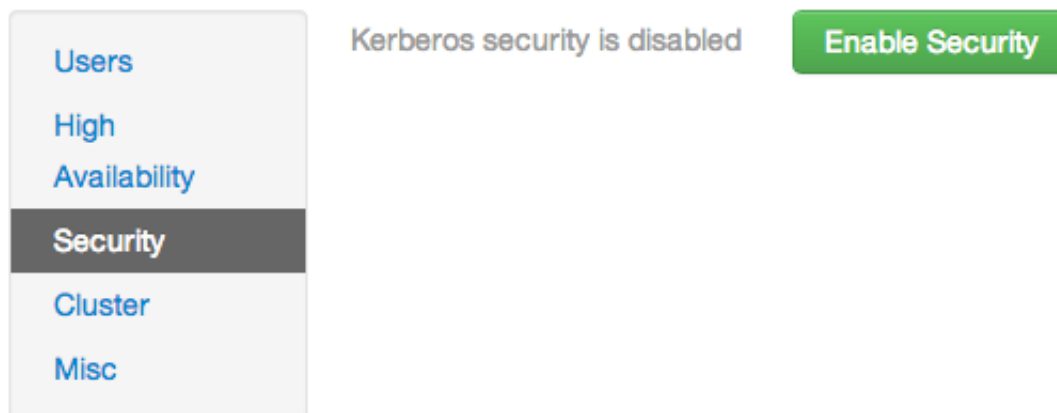 Users
High
Availability
Security
Cluster
Misc
Kerberos security is disabled
Enable Security